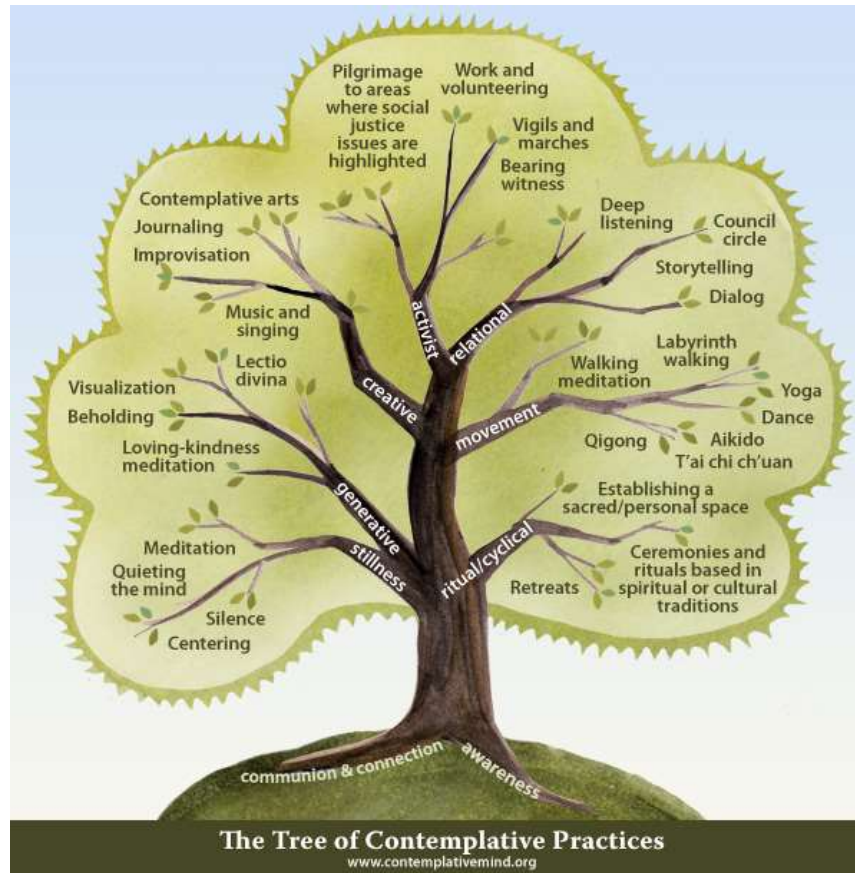 Pilgrimage
to areas
where social
justice
issues are
highlighted
Work and
volunteering
Vigils and
marches
Bearing
witness
Contemplative arts
Journaling
Improvisation
Music and
singing
Deep
listening
Council
circle
Storytelling
Dialog
activist
relational
creative
movement
Lectio
divina
Visualization
Beholding
Loving-kindness
meditation
Walking
meditation
Labyrinth
walking
Yoga
Dance
Aikido
Qigong
T'ai chi ch'uan
generative
stillness
ritual/cyclical
Meditation
Quieting
the mind
Silence
Centering
Establishing a
sacred/personal space
Ceremonies and
rituals based in
spiritual or cultural
traditions
Retreats
communion & connection
awareness
The Tree of Contemplative Practices
www.contemplativemind.org